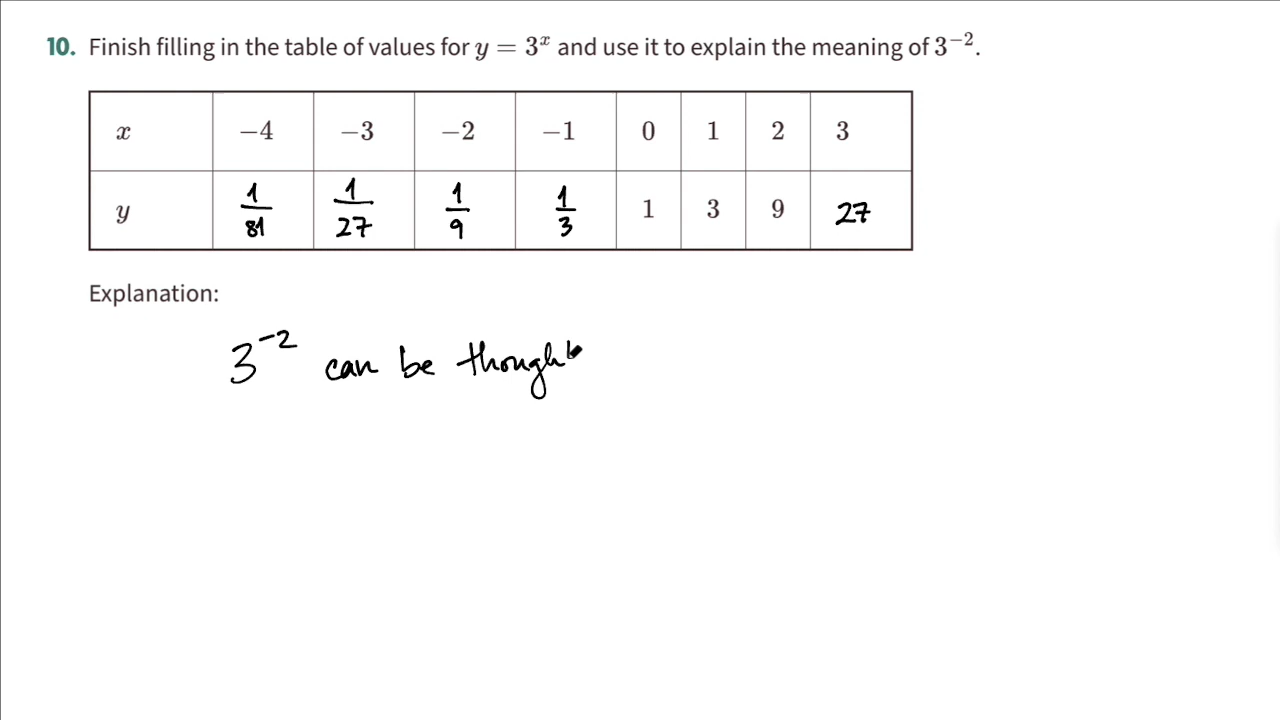 10. Finish filling in the table of values for y = 3^x and use it to explain the meaning of 3^−2.
x −4 −3 −2 −1 0 1 2 3
y 1/81 1/27 1/9 1/3 1 3 9 27
Explanation:
3^−2 can be thought